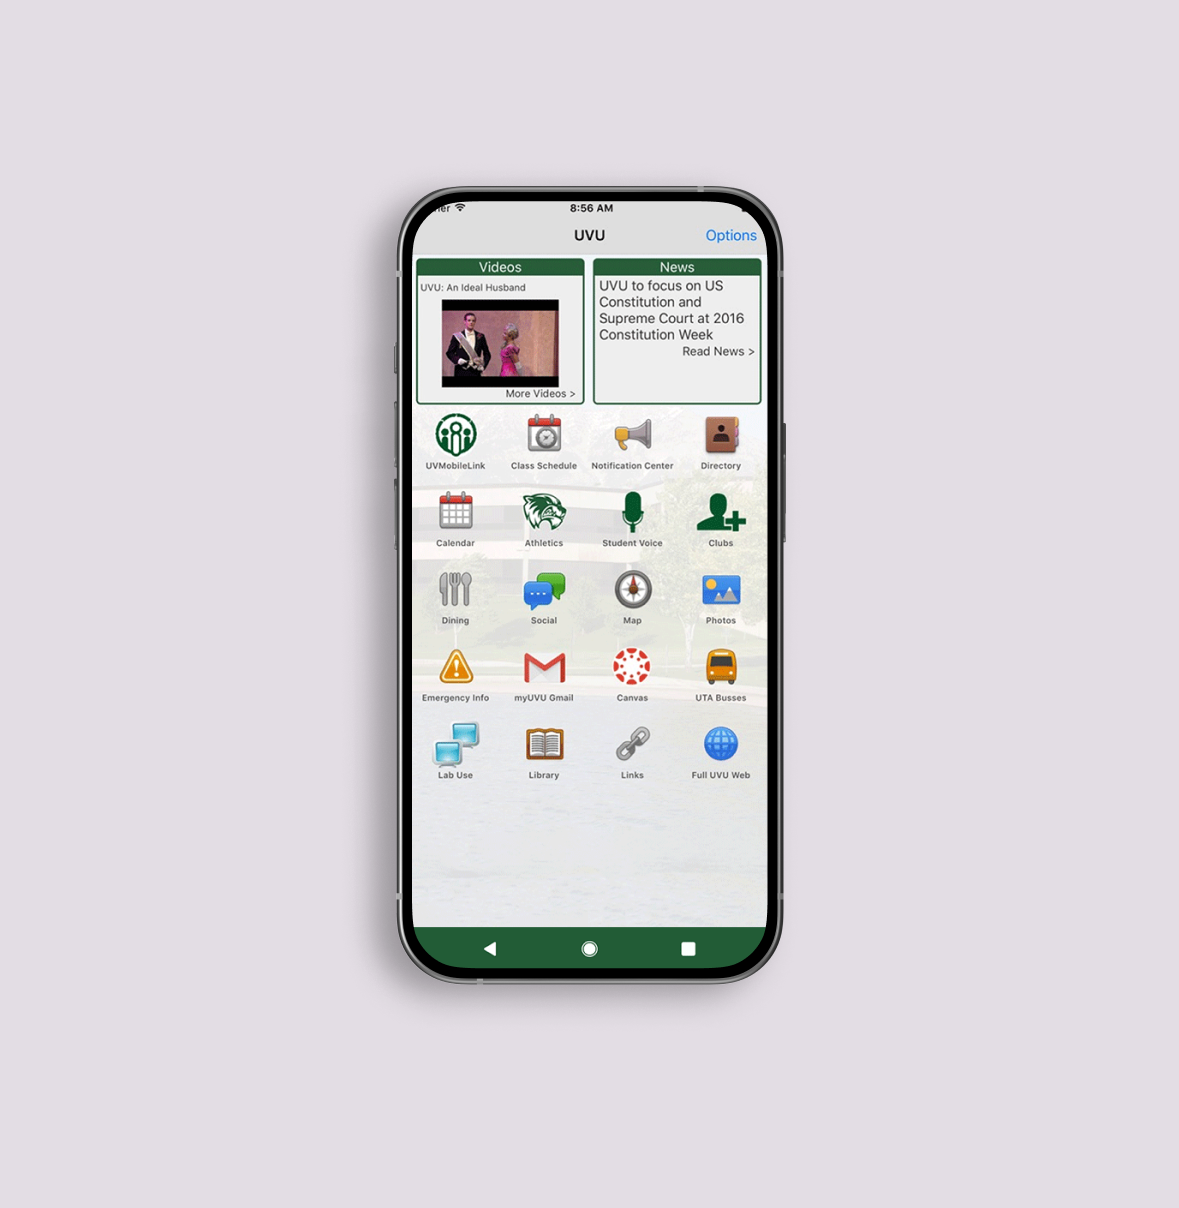 8:56 AM
UVU
Options
Videos
UVU: An Ideal Husband
More Videos >
News
UVU to focus on US
Constitution and
Supreme Court at 2016
Constitution Week
Read News >
UVMobileLink
Class Schedule
Notification Center
Directory
Calendar
Athletics
Student Voice
Clubs
Dining
Social
Map
Photos
Emergency Info
myUVU Gmail
Canvas
UTA Busses
Lab Use
Library
Links
Full UVU Web